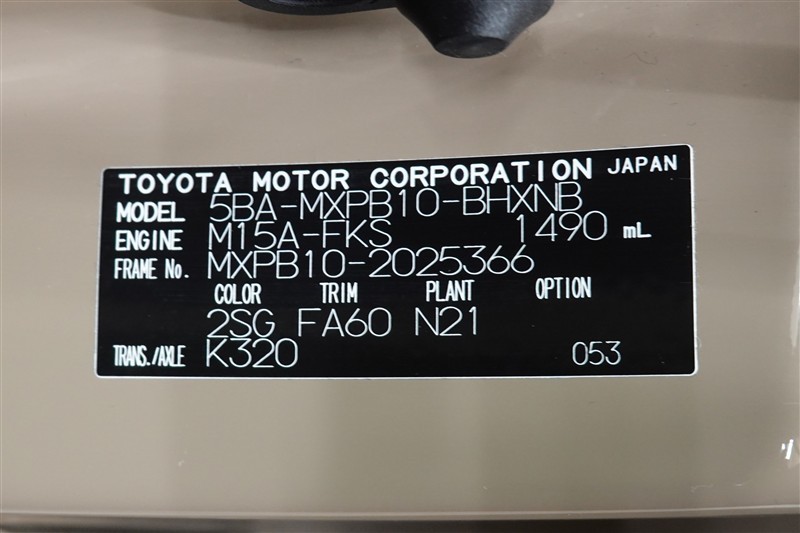 TOYOTA MOTOR CORPORATION JAPAN
MODEL 5BA-MXPB10-BHXNB
ENGINE M15A-FKS 1490 mL
FRAME No. MXPB10-2025366
COLOR TRIM PLANT OPTION
2SG FA60 N21
TRANS./AXLE K320 053